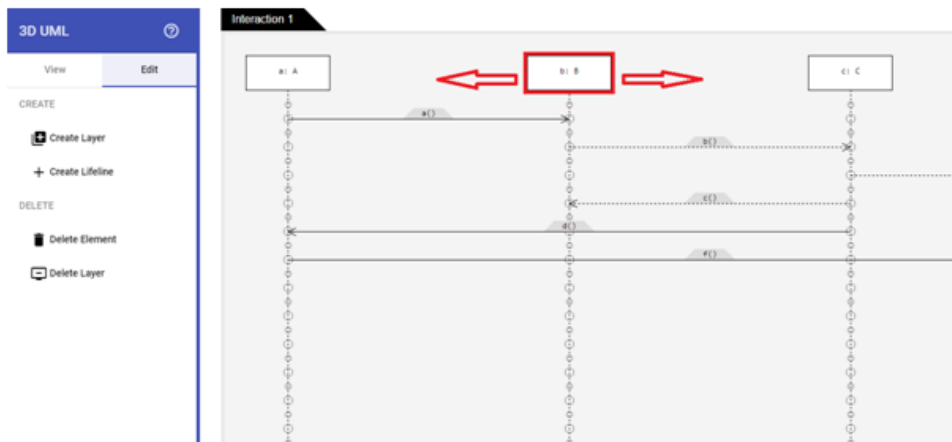 3D UML
View Edit
CREATE
Create Layer
Create Lifeline
DELETE
Delete Element
Delete Layer
Interaction 1
a: A
b: B
c: C
a()
b()
c()
d()
f()